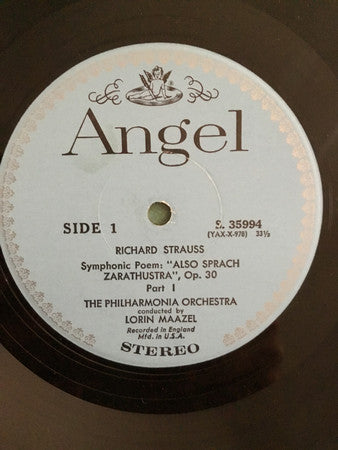 Angel
SIDE 1
S. 35994
(YAX-X-970) 33⅓
RICHARD STRAUSS
Symphonic Poem: "ALSO SPRACH
ZARATHUSTRA", Op. 30
Part I
THE PHILHARMONIA ORCHESTRA
conducted by
LORIN MAAZEL
Recorded in England
Mfd. in U.S.A.
STEREO